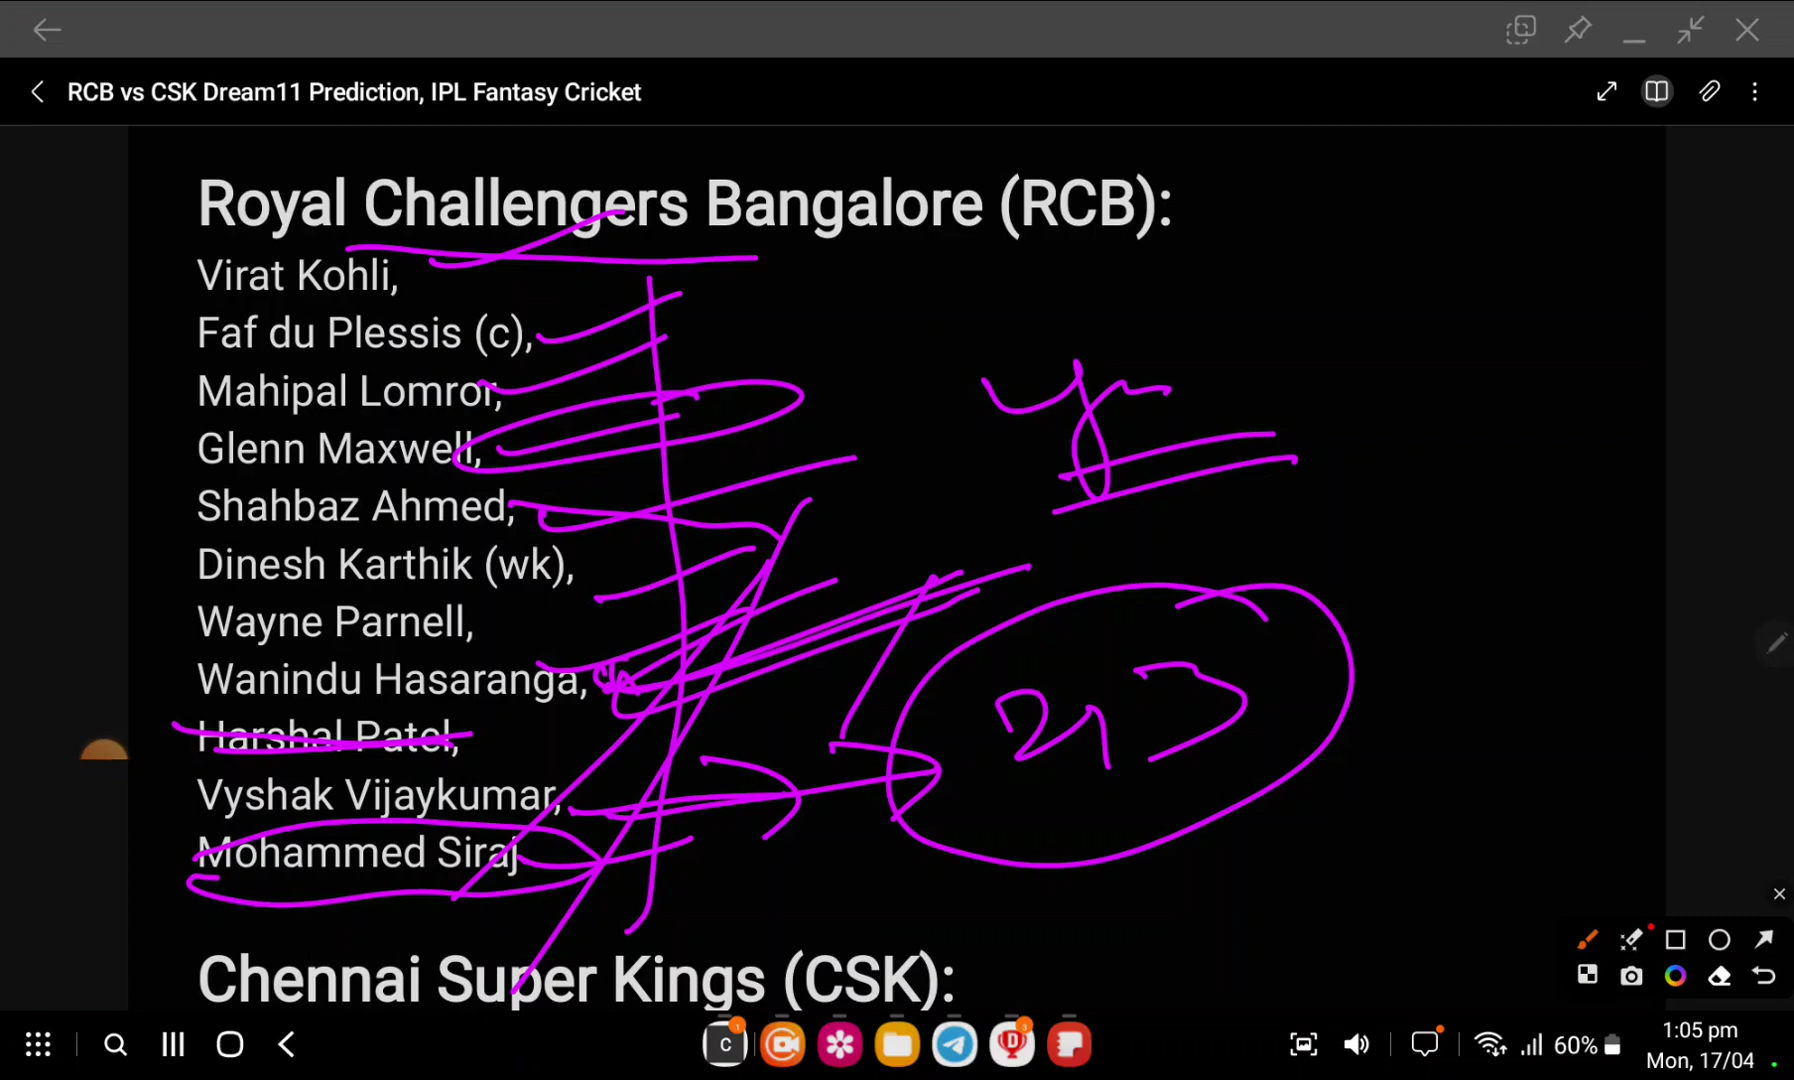 RCB vs CSK Dream11 Prediction, IPL Fantasy Cricket
Royal Challengers Bangalore (RCB):
Virat Kohli,
Faf du Plessis (c),
Mahipal Lomror,
Glenn Maxwell,
Shahbaz Ahmed,
Dinesh Karthik (wk),
Wayne Parnell,
Wanindu Hasaranga,
Harshal Patel,
Vyshak Vijaykumar,
Mohammed Siraj
Chennai Super Kings (CSK):
C
1
D
3
60%
1:05 pm
Mon, 17/04